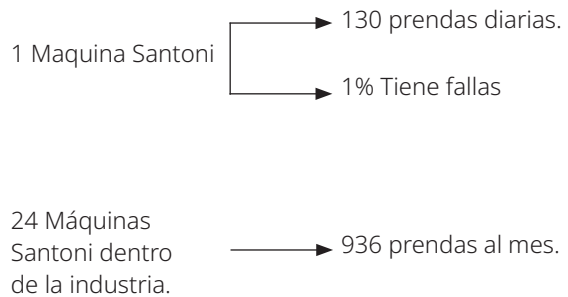 130 prendas diarias.
1 Maquina Santoni
1% Tiene fallas
24 Máquinas
Santoni dentro
de la industria.
936 prendas al mes.